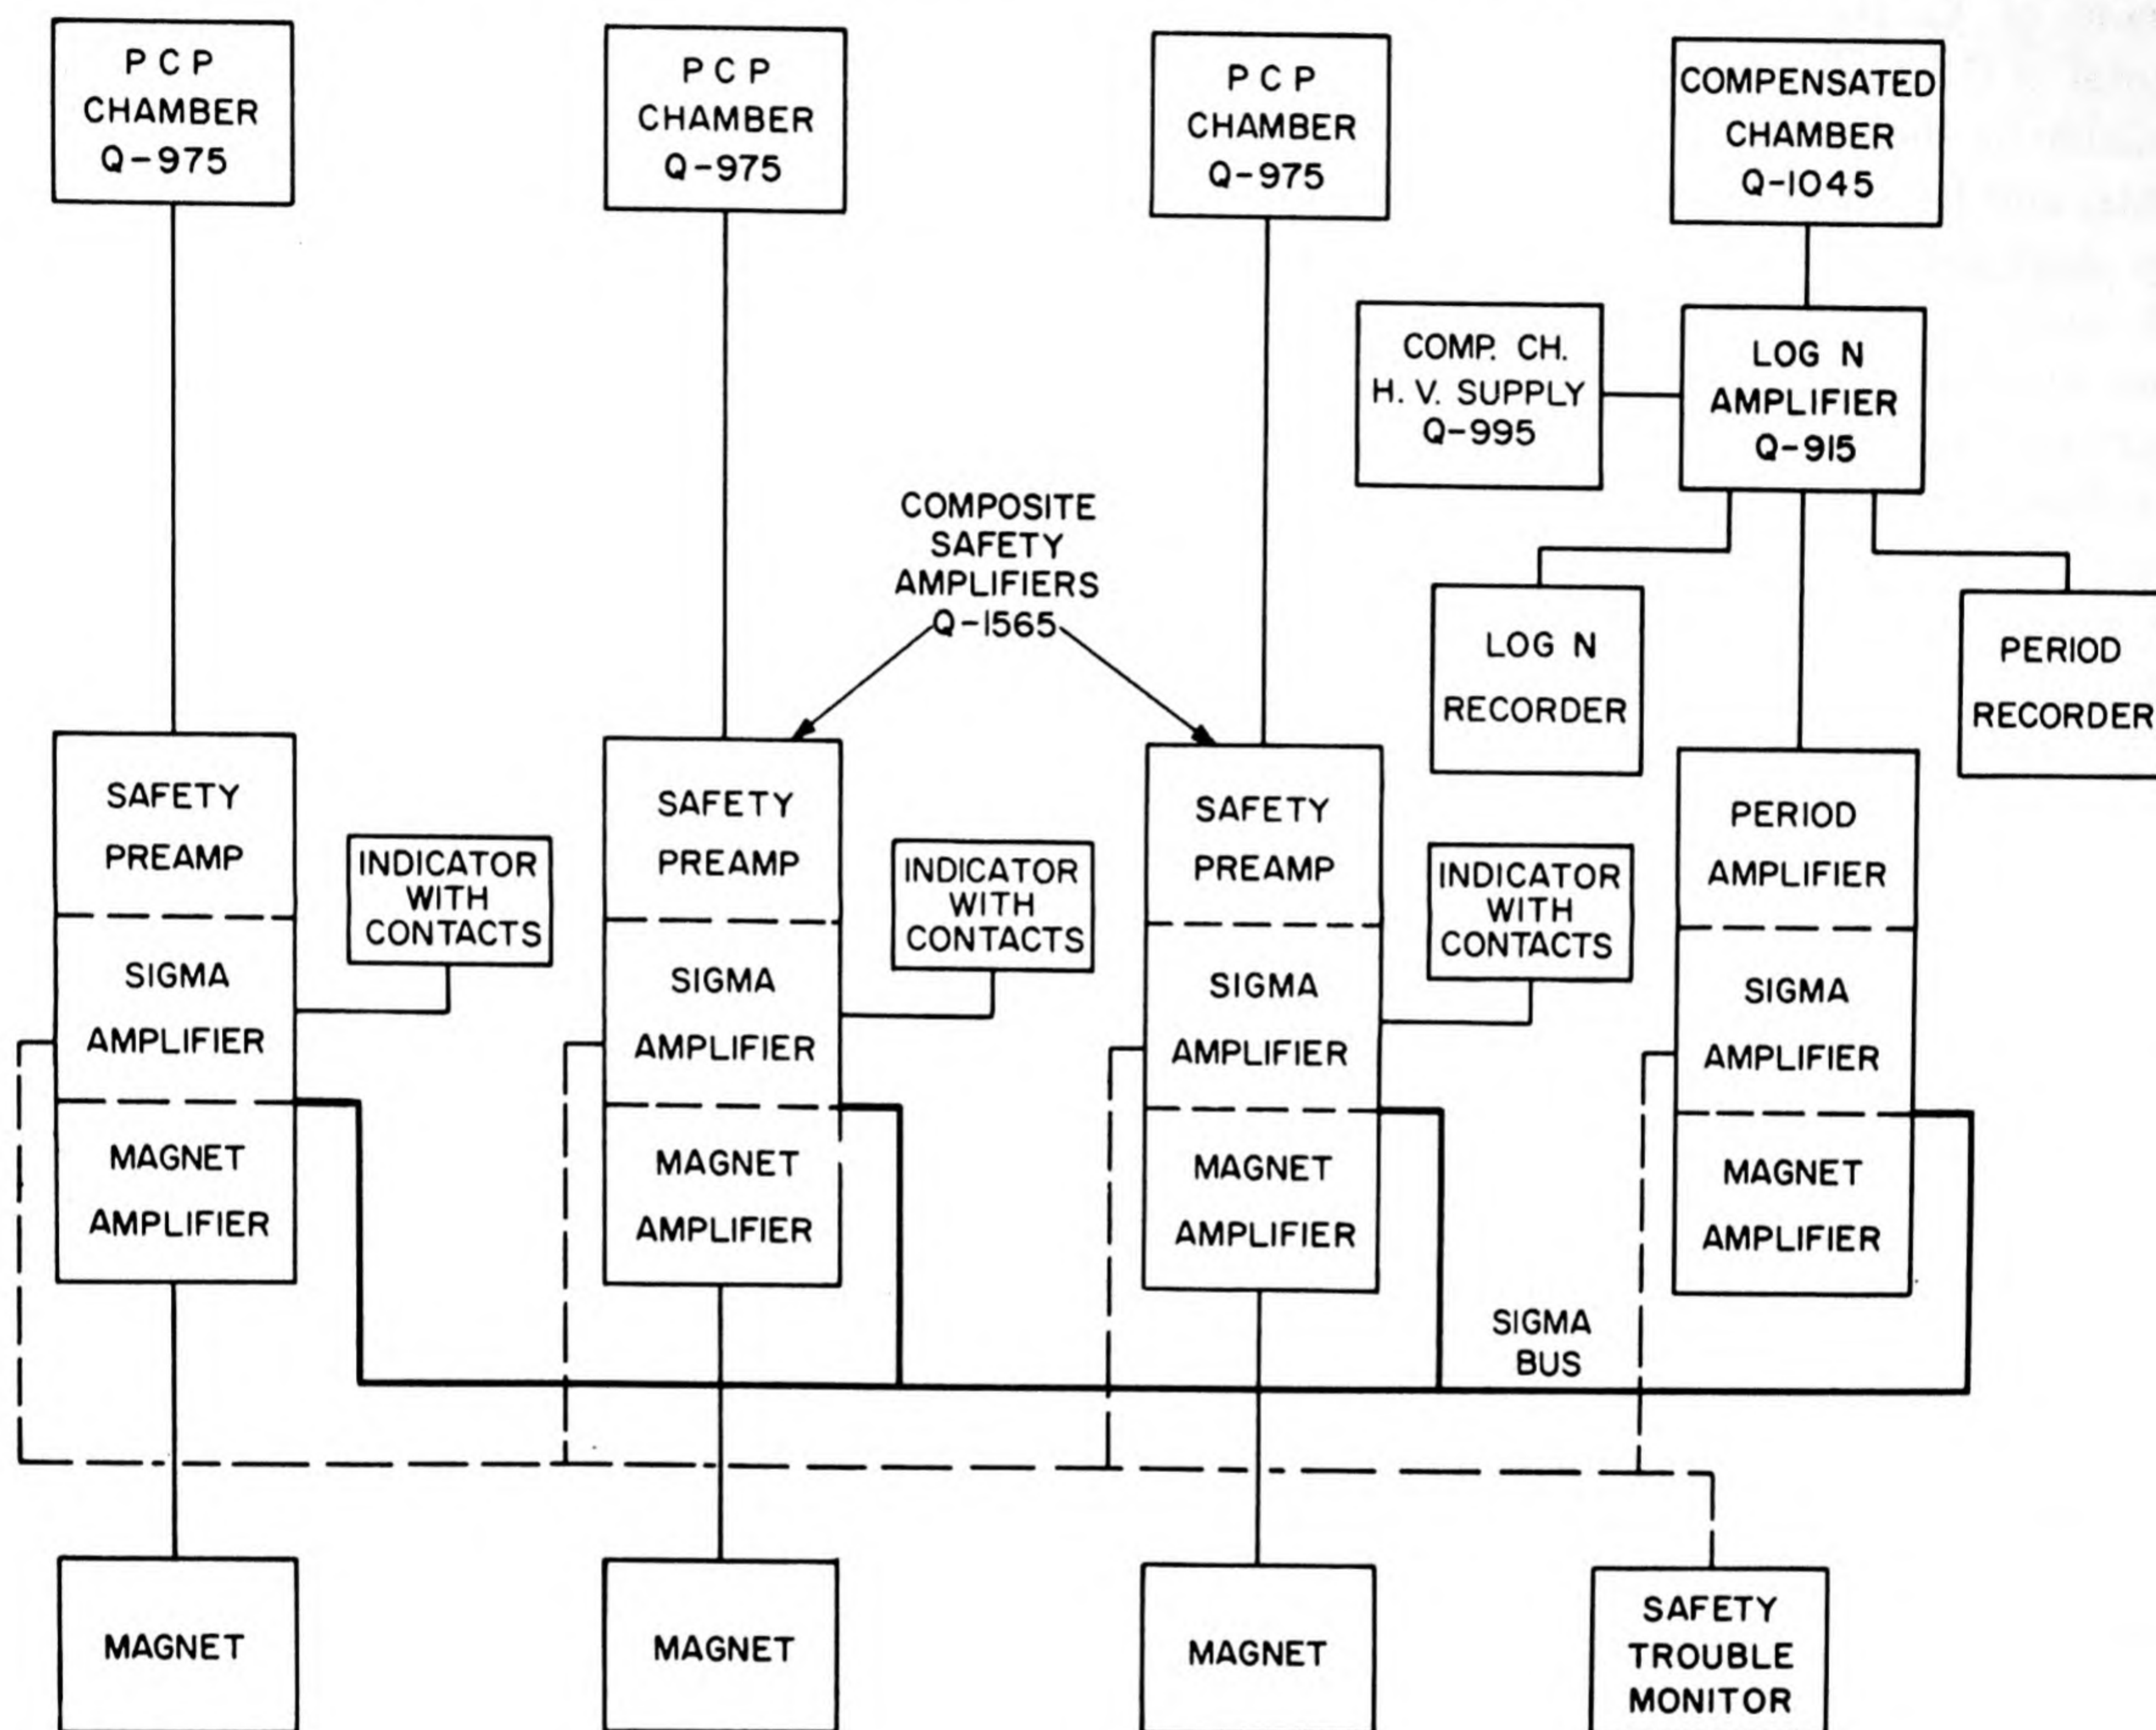 P C P
CHAMBER
Q-975
P C P
CHAMBER
Q-975
P C P
CHAMBER
Q-975
COMPENSATED
CHAMBER
Q-1045
COMP. CH.
H. V. SUPPLY
Q-995
LOG N
AMPLIFIER
Q-915
COMPOSITE
SAFETY
AMPLIFIERS
Q-1565
LOG N
RECORDER
PERIOD
RECORDER
SAFETY
PREAMP
SIGMA
AMPLIFIER
MAGNET
AMPLIFIER
INDICATOR
WITH
CONTACTS
SAFETY
PREAMP
SIGMA
AMPLIFIER
MAGNET
AMPLIFIER
INDICATOR
WITH
CONTACTS
SAFETY
PREAMP
SIGMA
AMPLIFIER
MAGNET
AMPLIFIER
INDICATOR
WITH
CONTACTS
PERIOD
AMPLIFIER
SIGMA
AMPLIFIER
MAGNET
AMPLIFIER
SIGMA
BUS
MAGNET
MAGNET
MAGNET
SAFETY
TROUBLE
MONITOR